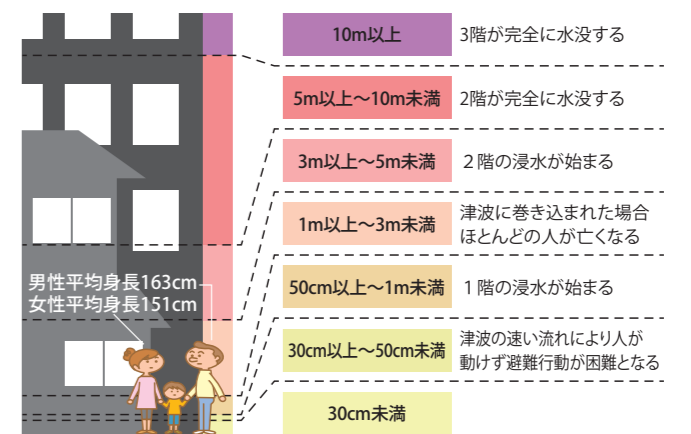 10m以上
3階が完全に水没する
5m以上～10m未満
2階が完全に水没する
3m以上～5m未満
２階の浸水が始まる
1m以上～3m未満
津波に巻き込まれた場合
ほとんどの人が亡くなる
男性平均身長163cm
女性平均身長151cm
50cm以上～1m未満
１階の浸水が始まる
30cm以上～50cm未満
津波の速い流れにより人が
動けず避難行動が困難となる
30cm未満